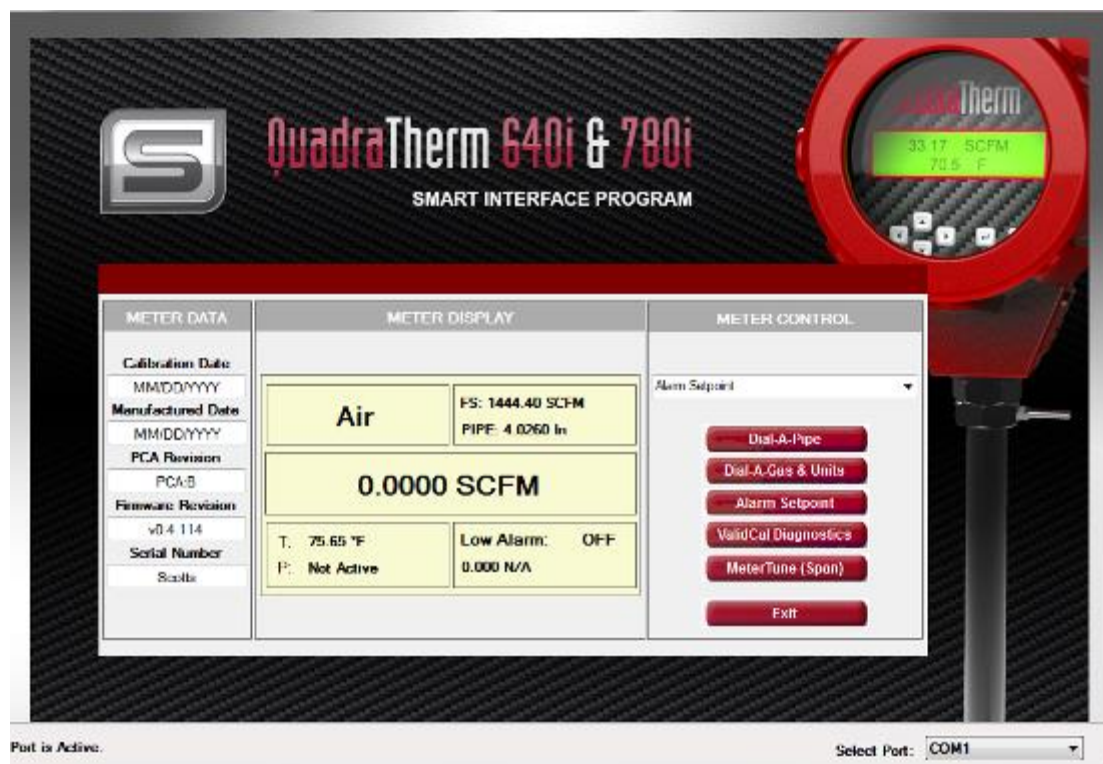 QuadraTherm 640i & 780i
SMART INTERFACE PROGRAM
Therm
33.17 SCFM
70.5 F
METER DATA
Calibration Date
MM/DD/YYYY
Manufactured Date
MM/DD/YYYY
PCA Revision
PCA:B
Firmware Revision
v0.4.114
Serial Number
Scotts
METER DISPLAY
Air
FS: 1444.40 SCFM
PIPE: 4.0260 In
0.0000 SCFM
T: 75.65 °F
P: Not Active
Low Alarm: OFF
0.000 N/A
METER CONTROL
Alarm Setpoint
Dial-A-Pipe
Dial-A-Gas & Units
Alarm Setpoint
ValidCal Diagnostics
MeterTune (Span)
Exit
Port is Active.
Select Port: COM1